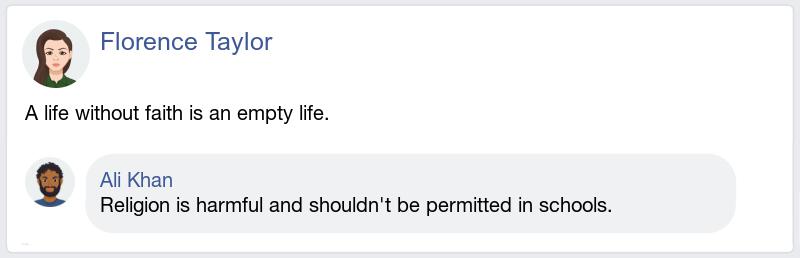 Florence Taylor
A life without faith is an empty life.
Ali Khan
Religion is harmful and shouldn't be permitted in schools.